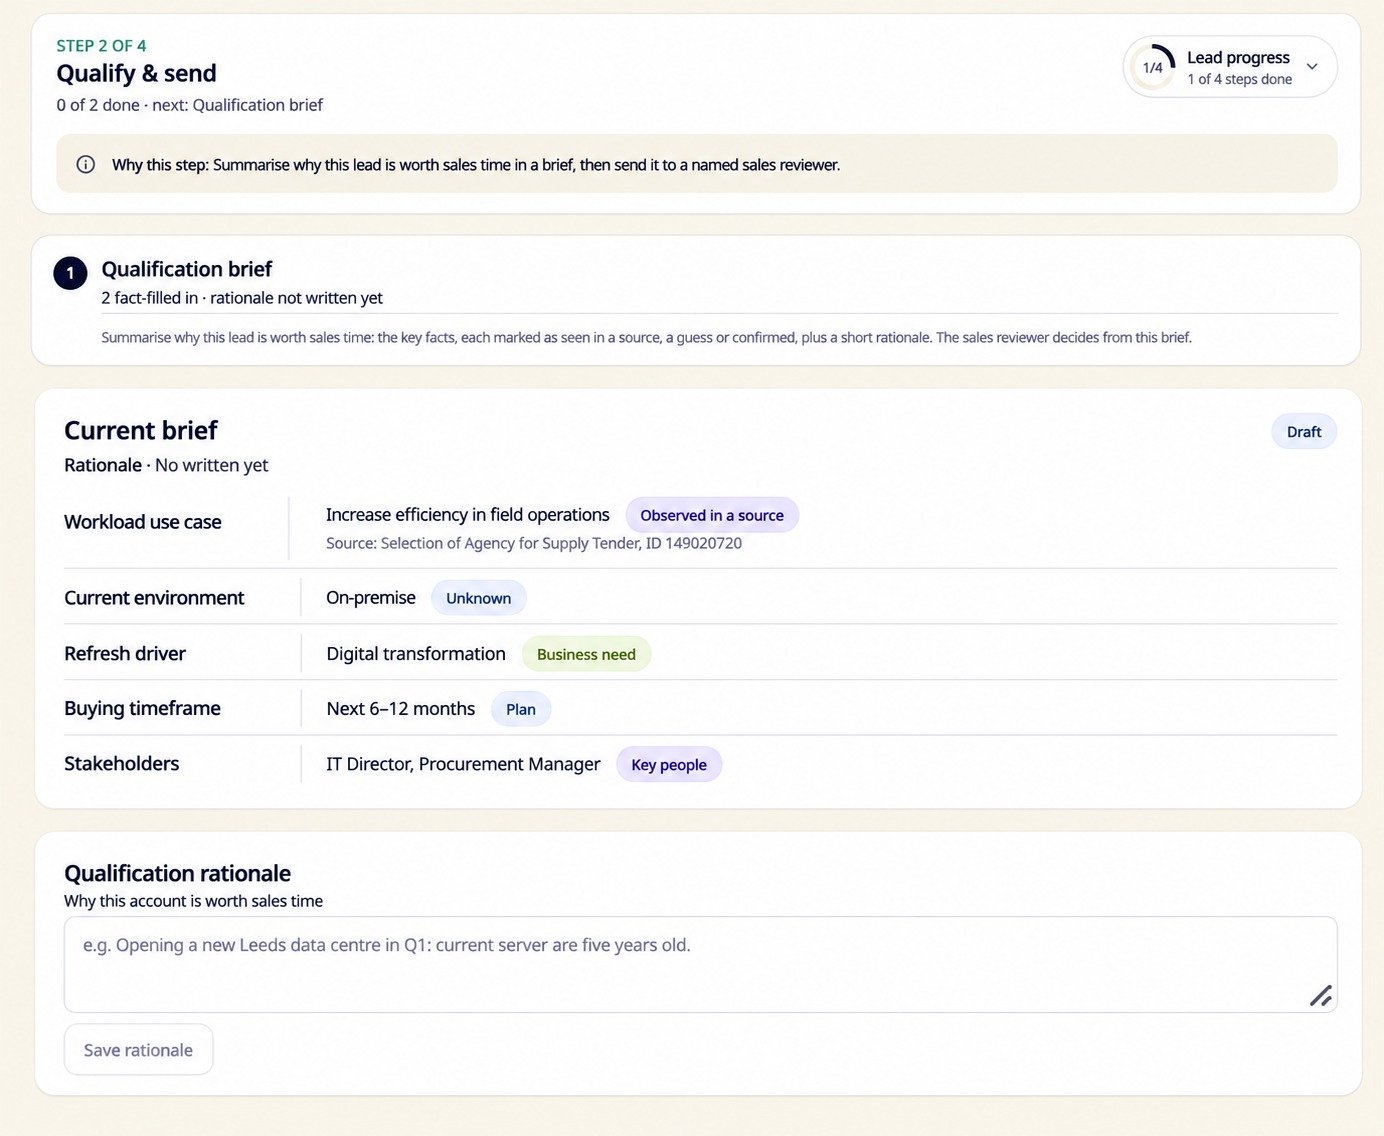 STEP 2 OF 4
Qualify & send
0 of 2 done · next: Qualification brief
1/4
Lead progress
1 of 4 steps done
Why this step: Summarise why this lead is worth sales time in a brief, then send it to a named sales reviewer.
1
Qualification brief
2 fact-filled in · rationale not written yet
Summarise why this lead is worth sales time: the key facts, each marked as seen in a source, a guess or confirmed, plus a short rationale. The sales reviewer decides from this brief.
Current brief
Draft
Rationale · No written yet
Workload use case
Increase efficiency in field operations Observed in a source
Source: Selection of Agency for Supply Tender, ID 149020720
Current environment On-premise Unknown
Refresh driver Digital transformation Business need
Buying timeframe Next 6–12 months Plan
Stakeholders IT Director, Procurement Manager Key people
Qualification rationale
Why this account is worth sales time
e.g. Opening a new Leeds data centre in Q1: current server are five years old.
Save rationale